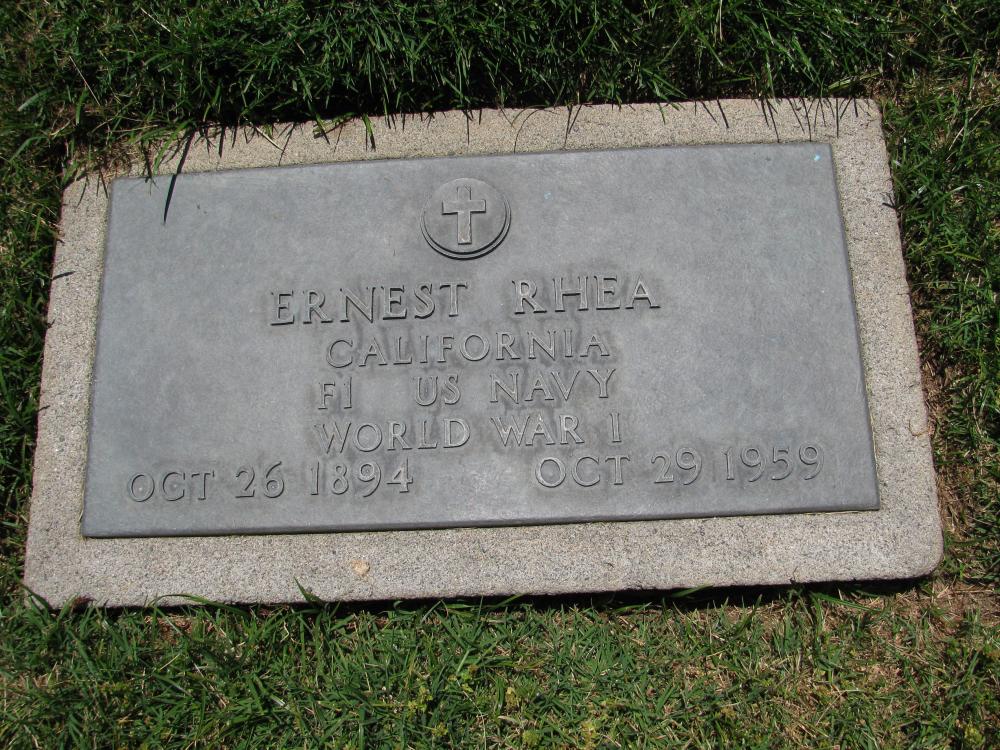 ERNEST RHEA
CALIFORNIA
F1 US NAVY
WORLD WAR I
OCT 26 1894 OCT 29 1959